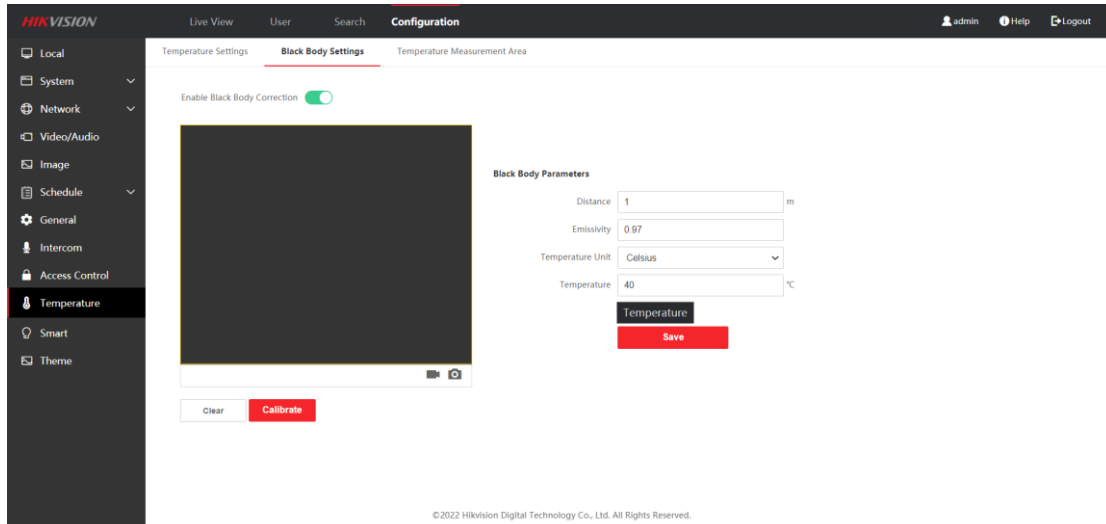 HIKVISION Live View User Search Configuration admin Help Logout
Local
System
Network
Video/Audio
Image
Schedule
General
Intercom
Access Control
Temperature
Smart
Theme
Temperature Settings Black Body Settings Temperature Measurement Area
Enable Black Body Correction
Clear Calibrate
Black Body Parameters
Distance 1 m
Emissivity 0.97
Temperature Unit Celsius
Temperature 40 ℃
Temperature
Save
©2022 Hikvision Digital Technology Co., Ltd. All Rights Reserved.